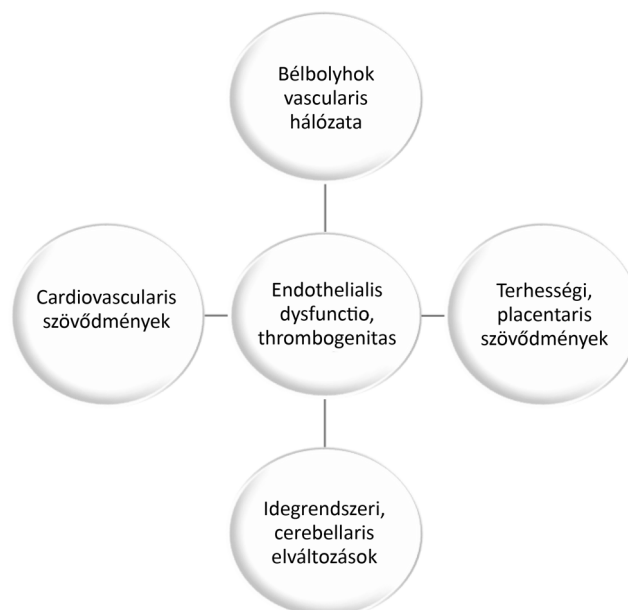 Bélbolyhok
vascularis
hálózata
Cardiovascularis
szövődmények
Endothelialis
dysfunctio,
thrombogenitas
Terhességi,
placentaris
szövődmények
Idegrendszeri,
cerebellaris
elváltozások